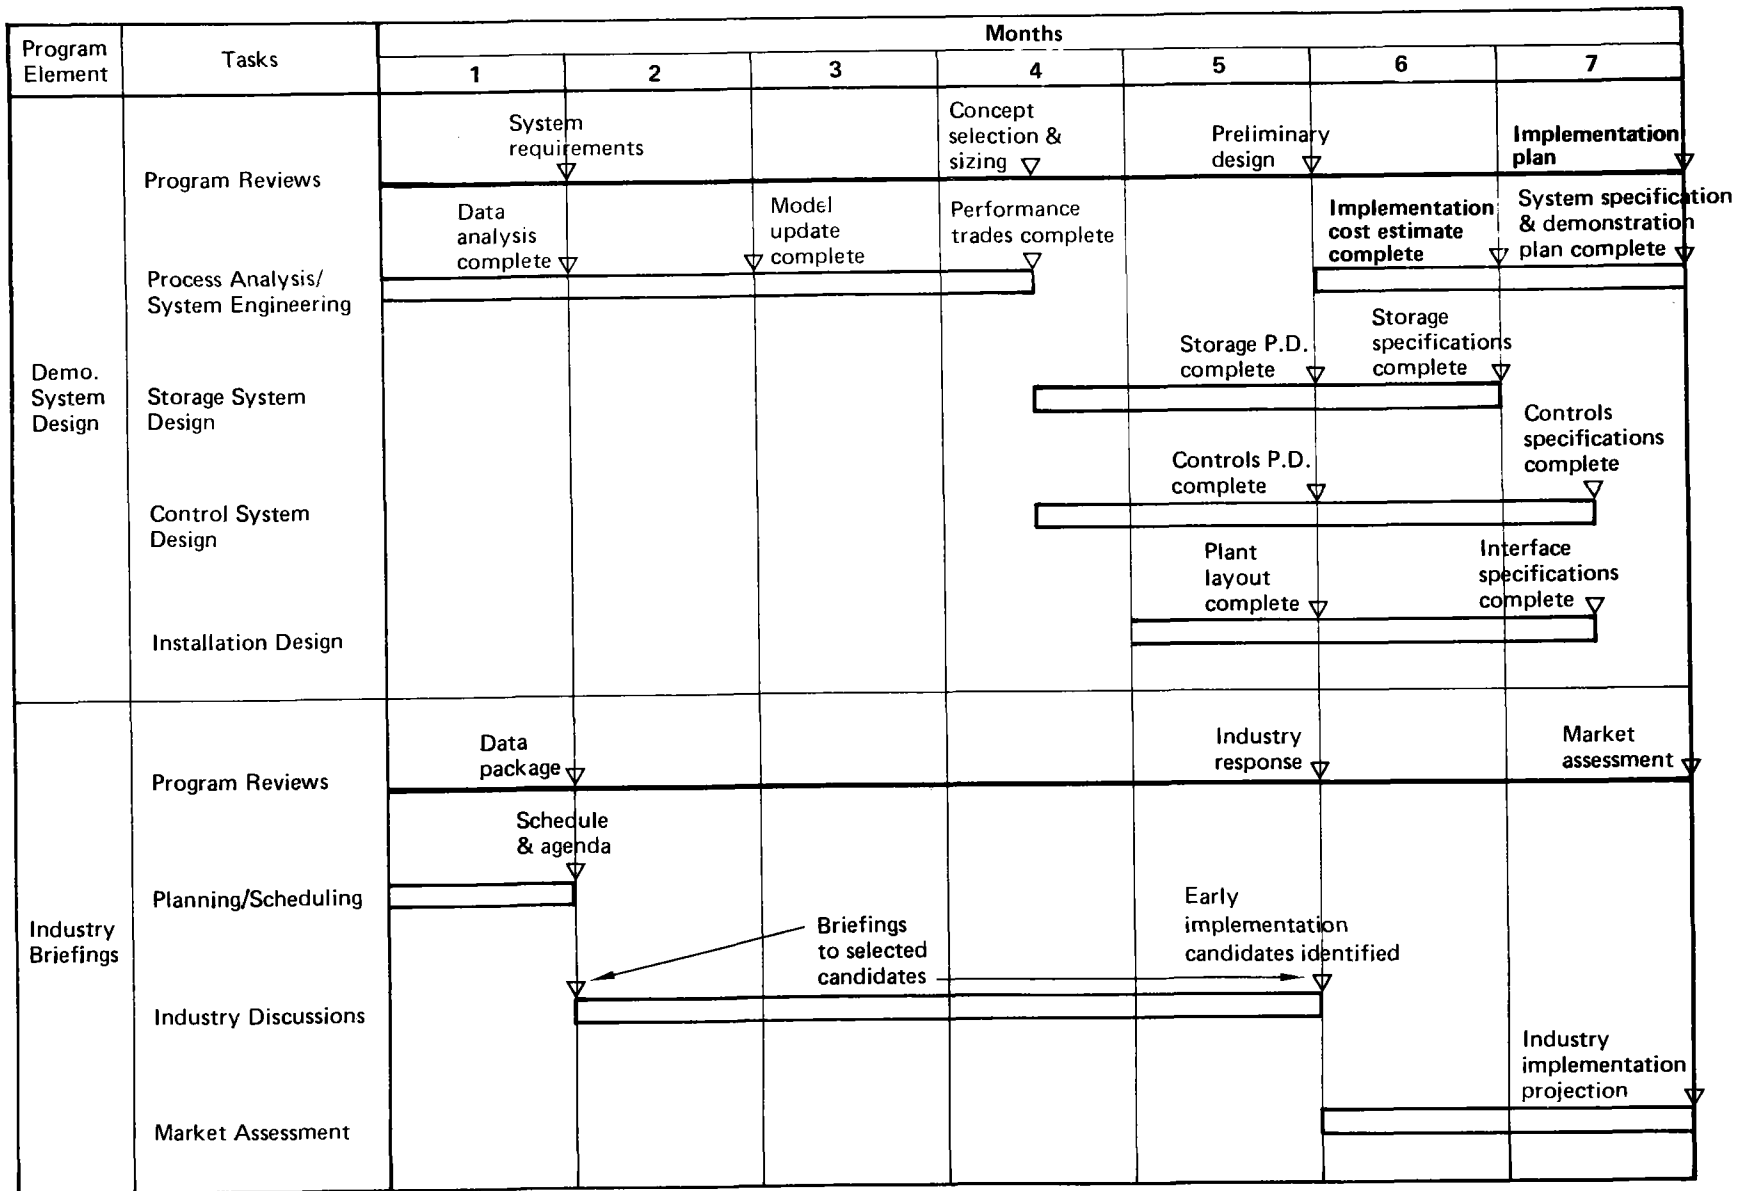 Program
Element
Tasks
Months
1
2
3
4
5
6
7
Demo.
System
Design
Program Reviews
System
requirements
Concept
selection &
sizing
Preliminary
design
Implementation
plan
Process Analysis/
System Engineering
Data
analysis
complete
Model
update
complete
Performance
trades complete
Implementation
cost estimate
complete
System specification
& demonstration
plan complete
Storage System
Design
Storage P.D.
complete
Storage
specifications
complete
Control System
Design
Controls P.D.
complete
Controls
specifications
complete
Installation Design
Plant
layout
complete
Interface
specifications
complete
Industry
Briefings
Program Reviews
Data
package
Industry
response
Market
assessment
Planning/Scheduling
Schedule
& agenda
Industry Discussions
Briefings
to selected
candidates
Early
implementation
candidates identified
Market Assessment
Industry
implementation
projection